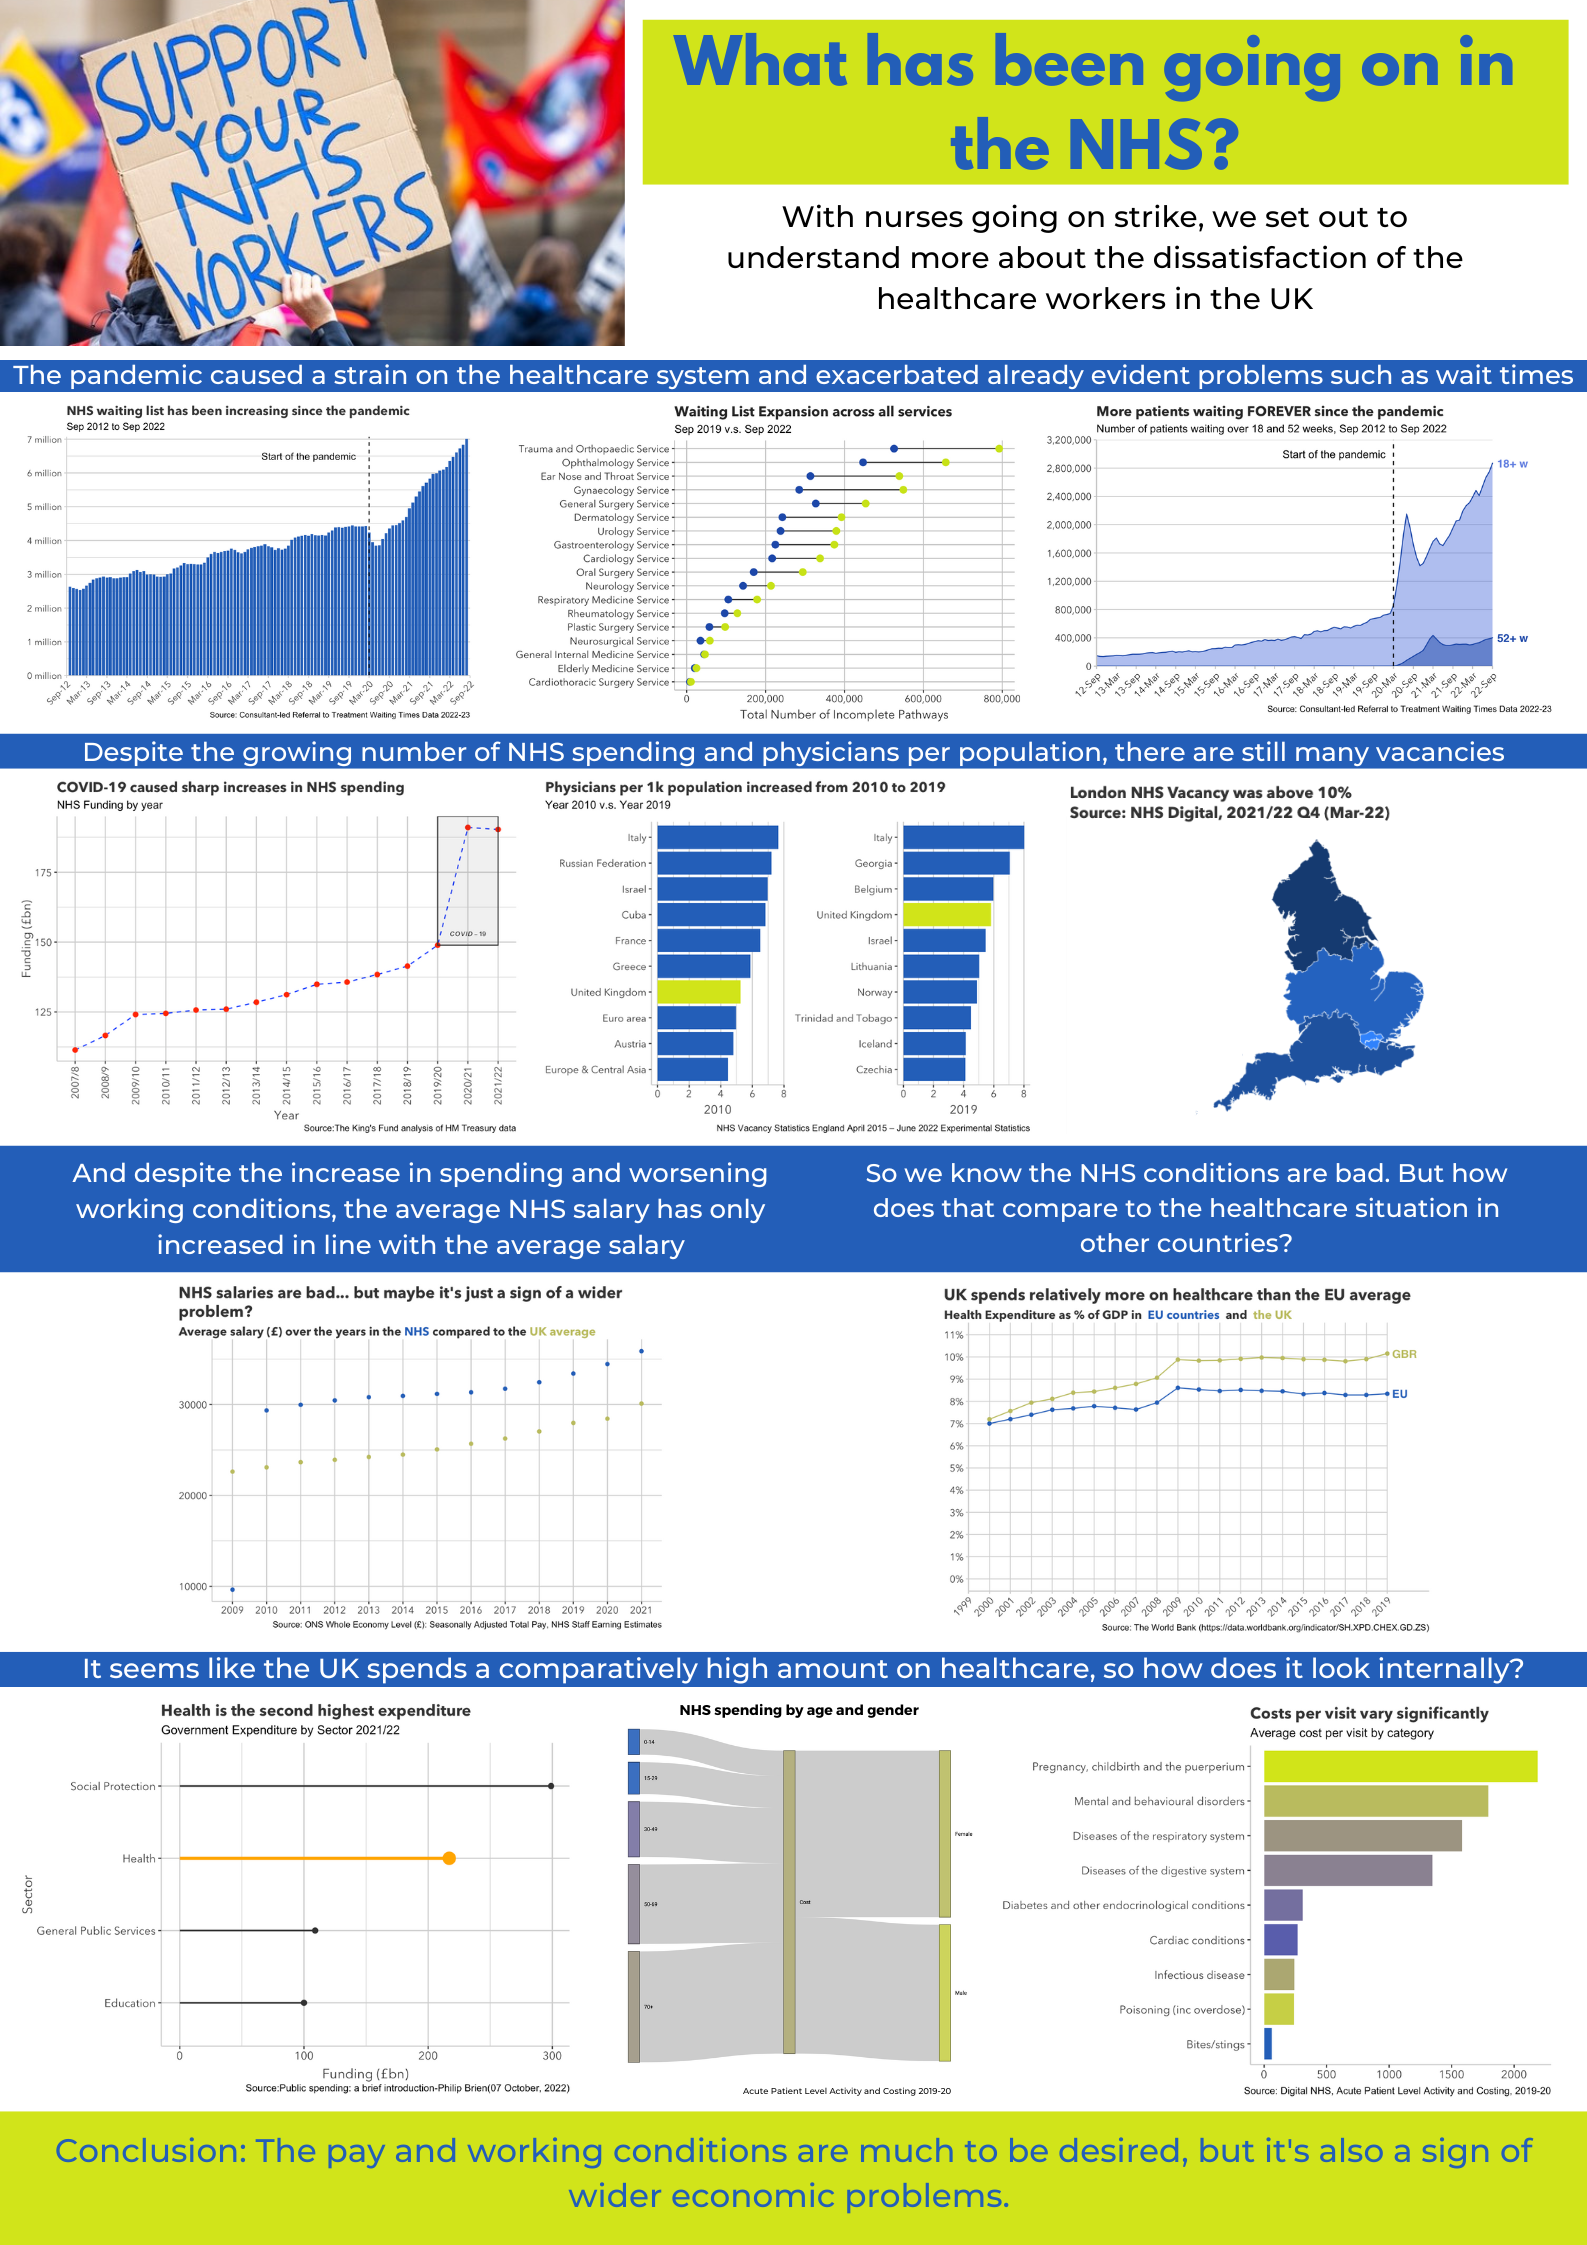 SUPPORT
YOUR
NHS
WORKERS
What has been going on in
the NHS?
With nurses going on strike, we set out to
understand more about the dissatisfaction of the
healthcare workers in the UK
The pandemic caused a strain on the healthcare system and exacerbated already evident problems such as wait times
NHS waiting list has been increasing since the pandemic
Sep 2012 to Sep 2022
7 million
6 million
5 million
4 million
3 million
2 million
1 million
0 million
Start of the pandemic
Sep-12
Mar-13
Sep-13
Mar-14
Sep-14
Mar-15
Sep-15
Mar-16
Sep-16
Mar-17
Sep-17
Mar-18
Sep-18
Mar-19
Sep-19
Mar-20
Sep-20
Mar-21
Sep-21
Mar-22
Sep-22
Source: Consultant-led Referral to Treatment Waiting Times Data 2022-23
Waiting List Expansion across all services
Sep 2019 v.s. Sep 2022
Trauma and Orthopaedic Service
Ophthalmology Service
Ear Nose and Throat Service
Gynaecology Service
General Surgery Service
Dermatology Service
Urology Service
Gastroenterology Service
Cardiology Service
Oral Surgery Service
Neurology Service
Respiratory Medicine Service
Rheumatology Service
Plastic Surgery Service
Neurosurgical Service
General Internal Medicine Service
Elderly Medicine Service
Cardiothoracic Surgery Service
0 200,000 400,000 600,000 800,000
Total Number of Incomplete Pathways
More patients waiting FOREVER since the pandemic
Number of patients waiting over 18 and 52 weeks, Sep 2012 to Sep 2022
3,200,000
2,800,000
2,400,000
2,000,000
1,600,000
1,200,000
800,000
400,000
0
Start of the pandemic
18+ w
52+ w
12-Sep
13-Mar
13-Sep
14-Mar
14-Sep
15-Mar
15-Sep
16-Mar
16-Sep
17-Mar
17-Sep
18-Mar
18-Sep
19-Mar
19-Sep
20-Mar
20-Sep
21-Mar
21-Sep
22-Mar
22-Sep
Source: Consultant-led Referral to Treatment Waiting Times Data 2022-23
Despite the growing number of NHS spending and physicians per population, there are still many vacancies
COVID-19 caused sharp increases in NHS spending
NHS Funding by year
Funding (£bn)
175
150
125
COVID - 19
2007/8
2008/9
2009/10
2010/11
2011/12
2012/13
2013/14
2014/15
2015/16
2016/17
2017/18
2018/19
2019/20
2020/21
2021/22
Year
Source:The King's Fund analysis of HM Treasury data
Physicians per 1k population increased from 2010 to 2019
Year 2010 v.s. Year 2019
Italy
Russian Federation
Israel
Cuba
France
Greece
United Kingdom
Euro area
Austria
Europe & Central Asia
0 2 4 6 8
2010
Italy
Georgia
Belgium
United Kingdom
Israel
Lithuania
Norway
Trinidad and Tobago
Iceland
Czechia
0 2 4 6 8
2019
NHS Vacancy Statistics England April 2015 – June 2022 Experimental Statistics
London NHS Vacancy was above 10%
Source: NHS Digital, 2021/22 Q4 (Mar-22)
And despite the increase in spending and worsening
working conditions, the average NHS salary has only
increased in line with the average salary
So we know the NHS conditions are bad. But how
does that compare to the healthcare situation in
other countries?
NHS salaries are bad... but maybe it's just a sign of a wider
problem?
Average salary (£) over the years in the NHS compared to the UK average
30000
20000
10000
2009 2010 2011 2012 2013 2014 2015 2016 2017 2018 2019 2020 2021
Source: ONS Whole Economy Level (£): Seasonally Adjusted Total Pay, NHS Staff Earning Estimates
UK spends relatively more on healthcare than the EU average
Health Expenditure as % of GDP in EU countries and the UK
11%
10%
9%
8%
7%
6%
5%
4%
3%
2%
1%
0%
GBR
EU
1999
2000
2001
2002
2003
2004
2005
2006
2007
2008
2009
2010
2011
2012
2013
2014
2015
2016
2017
2018
2019
Source: The World Bank (https://data.worldbank.org/indicator/SH.XPD.CHEX.GD.ZS)
It seems like the UK spends a comparatively high amount on healthcare, so how does it look internally?
Health is the second highest expenditure
Government Expenditure by Sector 2021/22
Sector
Social Protection
Health
General Public Services
Education
0 100 200 300
Funding (£bn)
Source:Public spending: a brief introduction-Philip Brien(07 October, 2022)
NHS spending by age and gender
0-14
15-29
30-49
50-69
70+
Cost
Female
Male
Acute Patient Level Activity and Costing 2019-20
Costs per visit vary significantly
Average cost per visit by category
Pregnancy, childbirth and the puerperium
Mental and behavioural disorders
Diseases of the respiratory system
Diseases of the digestive system
Diabetes and other endocrinological conditions
Cardiac conditions
Infectious disease
Poisoning (inc overdose)
Bites/stings
0 500 1000 1500 2000
Source: Digital NHS, Acute Patient Level Activity and Costing, 2019-20
Conclusion: The pay and working conditions are much to be desired, but it's also a sign of
wider economic problems.